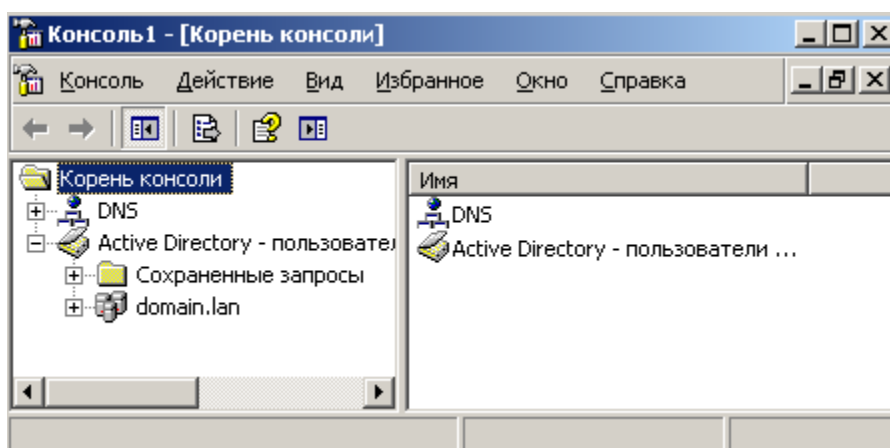 Консоль1 - [Корень консоли]
Консоль Действие Вид Избранное Окно Справка
Корень консоли
DNS
Active Directory - пользовател
Сохраненные запросы
domain.lan
Имя
DNS
Active Directory - пользователи ...